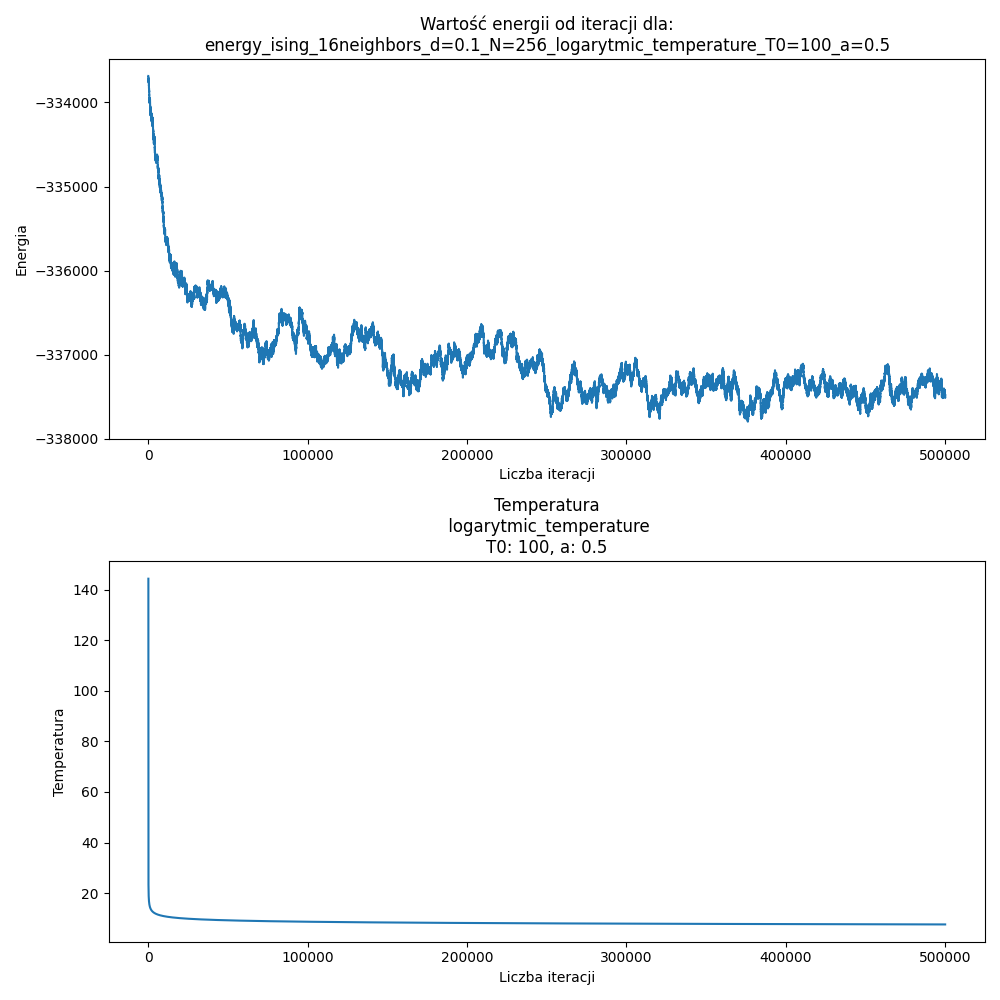 Wartość energii od iteracji dla:
energy_ising_16neighbors_d=0.1_N=256_logarytmic_temperature_T0=100_a=0.5
−334000
−335000
−336000
−337000
−338000
Energia
0 100000 200000 300000 400000 500000
Liczba iteracji
Temperatura
logarytmic_temperature
T0: 100, a: 0.5
140
120
100
80
60
40
20
Temperatura
0 100000 200000 300000 400000 500000
Liczba iteracji